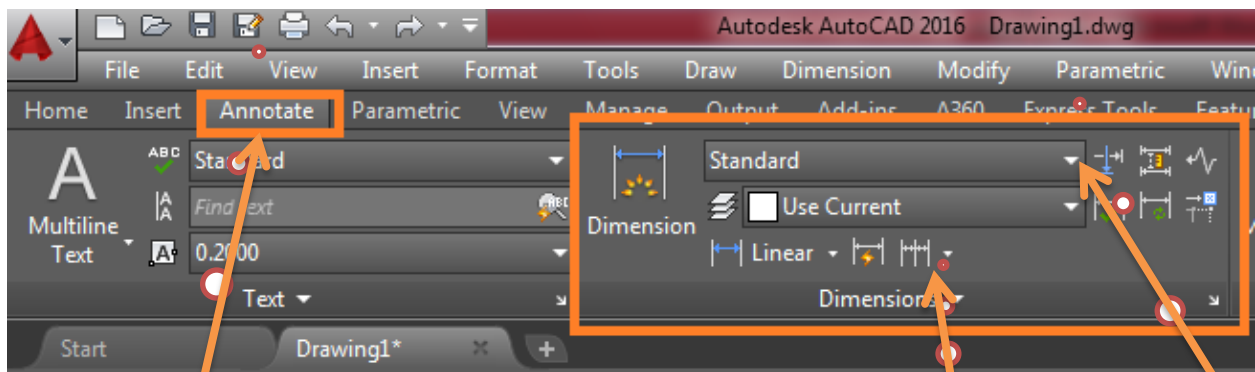 Autodesk AutoCAD 2016 Drawing1.dwg
File Edit View Insert Format Tools Draw Dimension Modify Parametric
Home Insert Annotate Parametric View Manage Output Add-ins A360 Express Tools
A ABC Standard Standard
Find text ABC Use Current
Multiline Text A 0.2000 Dimension Linear
Text Dimensions
Start Drawing1* +